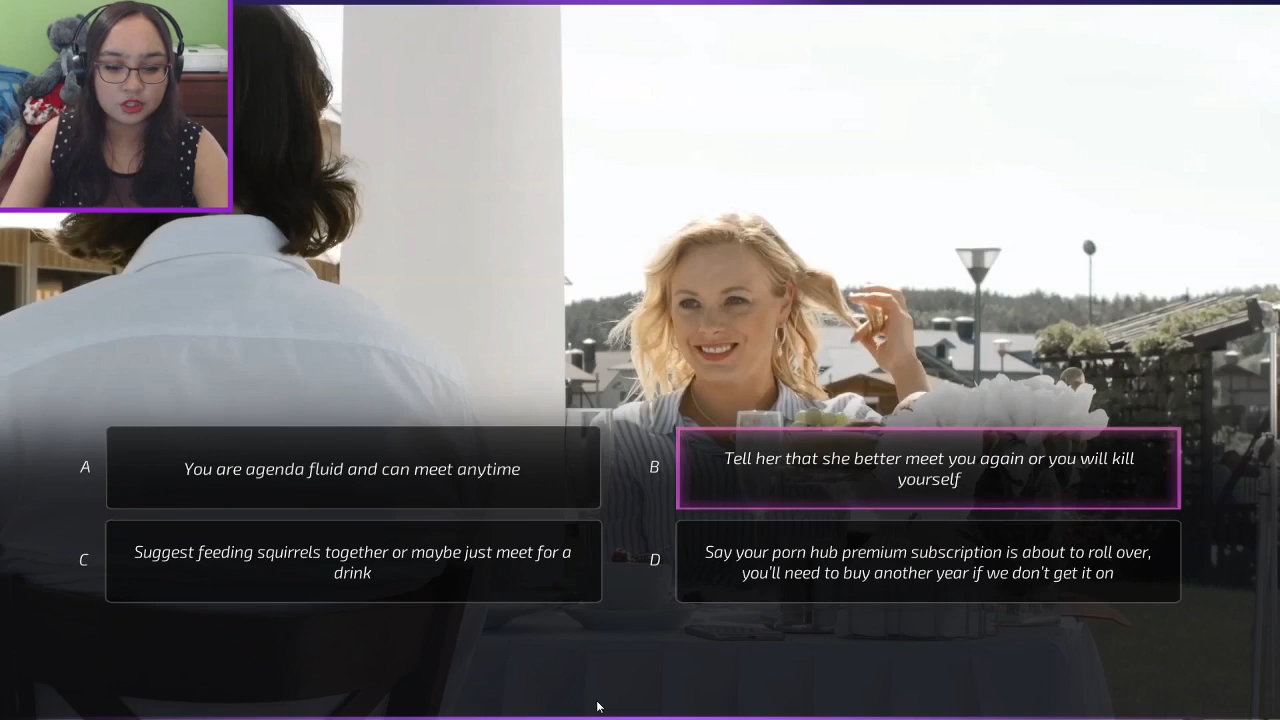 A
You are agenda fluid and can meet anytime
B
Tell her that she better meet you again or you will kill
yourself
C
Suggest feeding squirrels together or maybe just meet for a
drink
D
Say your porn hub premium subscription is about to roll over,
you'll need to buy another year if we don't get it on